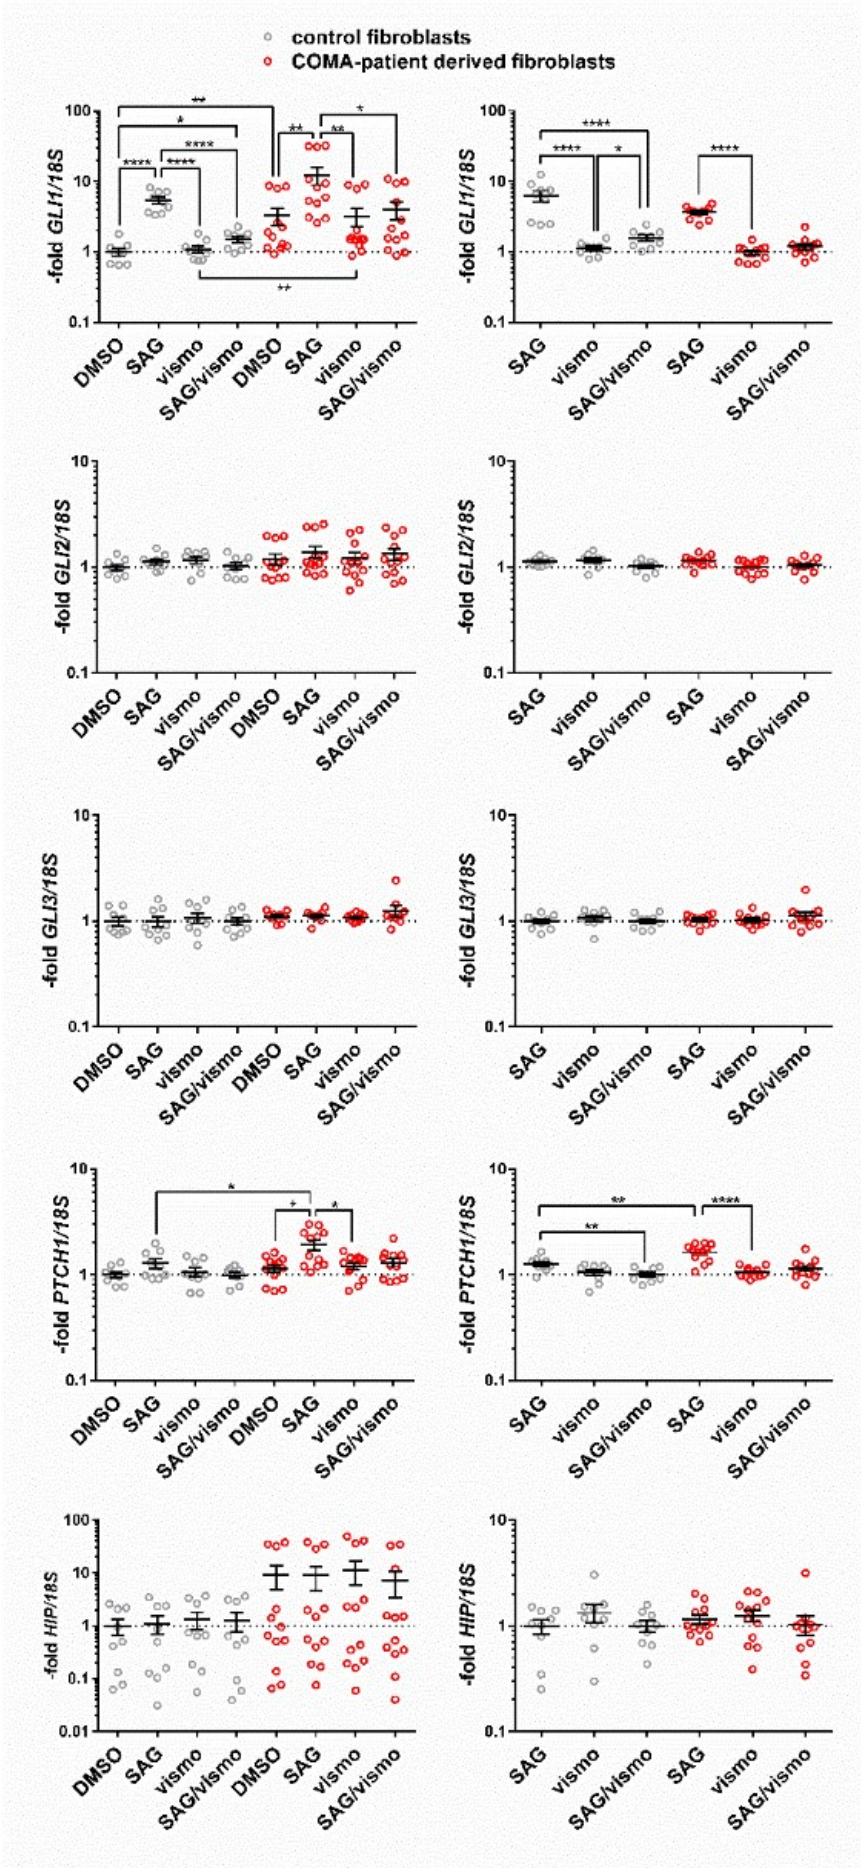 control fibroblasts
COMA-patient derived fibroblasts
-fold GLI1/18S
100
10
1
0.1
**
*
****
****
****
**
**
*
**
DMSO
SAG
vismo
SAG/vismo
DMSO
SAG
vismo
SAG/vismo
-fold GLI1/18S
100
10
1
0.1
****
****
*
****
SAG
vismo
SAG/vismo
SAG
vismo
SAG/vismo
-fold GLI2/18S
10
1
0.1
DMSO
SAG
vismo
SAG/vismo
DMSO
SAG
vismo
SAG/vismo
-fold GLI2/18S
10
1
0.1
SAG
vismo
SAG/vismo
SAG
vismo
SAG/vismo
-fold GLI3/18S
10
1
0.1
DMSO
SAG
vismo
SAG/vismo
DMSO
SAG
vismo
SAG/vismo
-fold GLI3/18S
10
1
0.1
SAG
vismo
SAG/vismo
SAG
vismo
SAG/vismo
-fold PTCH1/18S
10
1
0.1
*
*
*
DMSO
SAG
vismo
SAG/vismo
DMSO
SAG
vismo
SAG/vismo
-fold PTCH1/18S
10
1
0.1
**
****
**
SAG
vismo
SAG/vismo
SAG
vismo
SAG/vismo
-fold HIP/18S
100
10
1
0.1
0.01
DMSO
SAG
vismo
SAG/vismo
DMSO
SAG
vismo
SAG/vismo
-fold HIP/18S
10
1
0.1
SAG
vismo
SAG/vismo
SAG
vismo
SAG/vismo